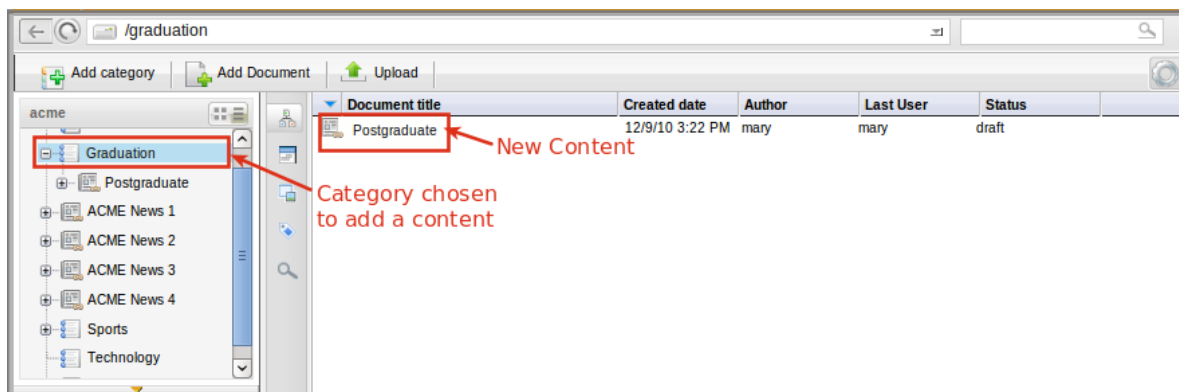 /graduation
Add category Add Document Upload
acme
Document title Created date Author Last User Status
Postgraduate 12/9/10 3:22 PM mary mary draft
New Content
Graduation
Category chosen
to add a content
Postgraduate
ACME News 1
ACME News 2
ACME News 3
ACME News 4
Sports
Technology